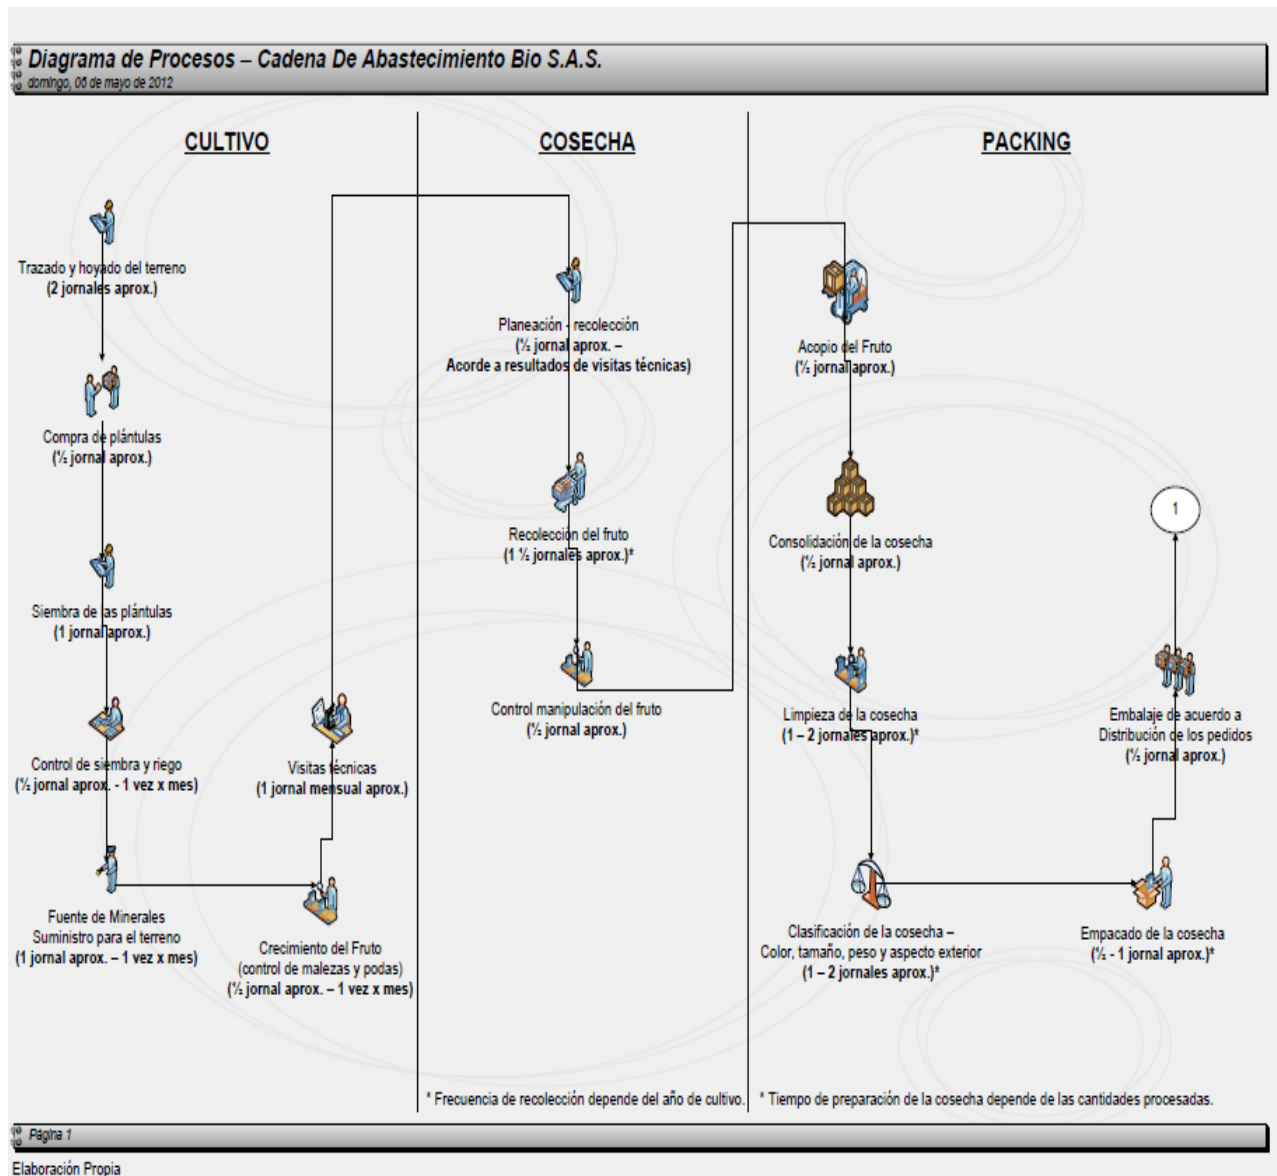 Diagrama de Procesos – Cadena De Abastecimiento Bio S.A.S.
domingo, 06 de mayo de 2012
CULTIVO
Trazado y hoyado del terreno
(2 jornales aprox.)
Compra de plántulas
(½ jornal aprox.)
Siembra de las plántulas
(1 jornal aprox.)
Control de siembra y riego
(½ jornal aprox. - 1 vez x mes)
Fuente de Minerales
Suministro para el terreno
(1 jornal aprox. – 1 vez x mes)
Crecimiento del Fruto
(control de malezas y podas)
(½ jornal aprox. – 1 vez x mes)
Visitas técnicas
(1 jornal mensual aprox.)
COSECHA
Planeación - recolección
(½ jornal aprox. –
Acorde a resultados de visitas técnicas)
Recolección del fruto
(1 ½ jornales aprox.)*
Control manipulación del fruto
(½ jornal aprox.)
* Frecuencia de recolección depende del año de cultivo.
PACKING
Acopio del Fruto
(½ jornal aprox.)
Consolidación de la cosecha
(½ jornal aprox.)
Limpieza de la cosecha
(1 – 2 jornales aprox.)*
Clasificación de la cosecha –
Color, tamaño, peso y aspecto exterior
(1 – 2 jornales aprox.)*
Empacado de la cosecha
(½ - 1 jornal aprox.)*
Embalaje de acuerdo a
Distribución de los pedidos
(½ jornal aprox.)
1
* Tiempo de preparación de la cosecha depende de las cantidades procesadas.
Página 1
Elaboración Propia